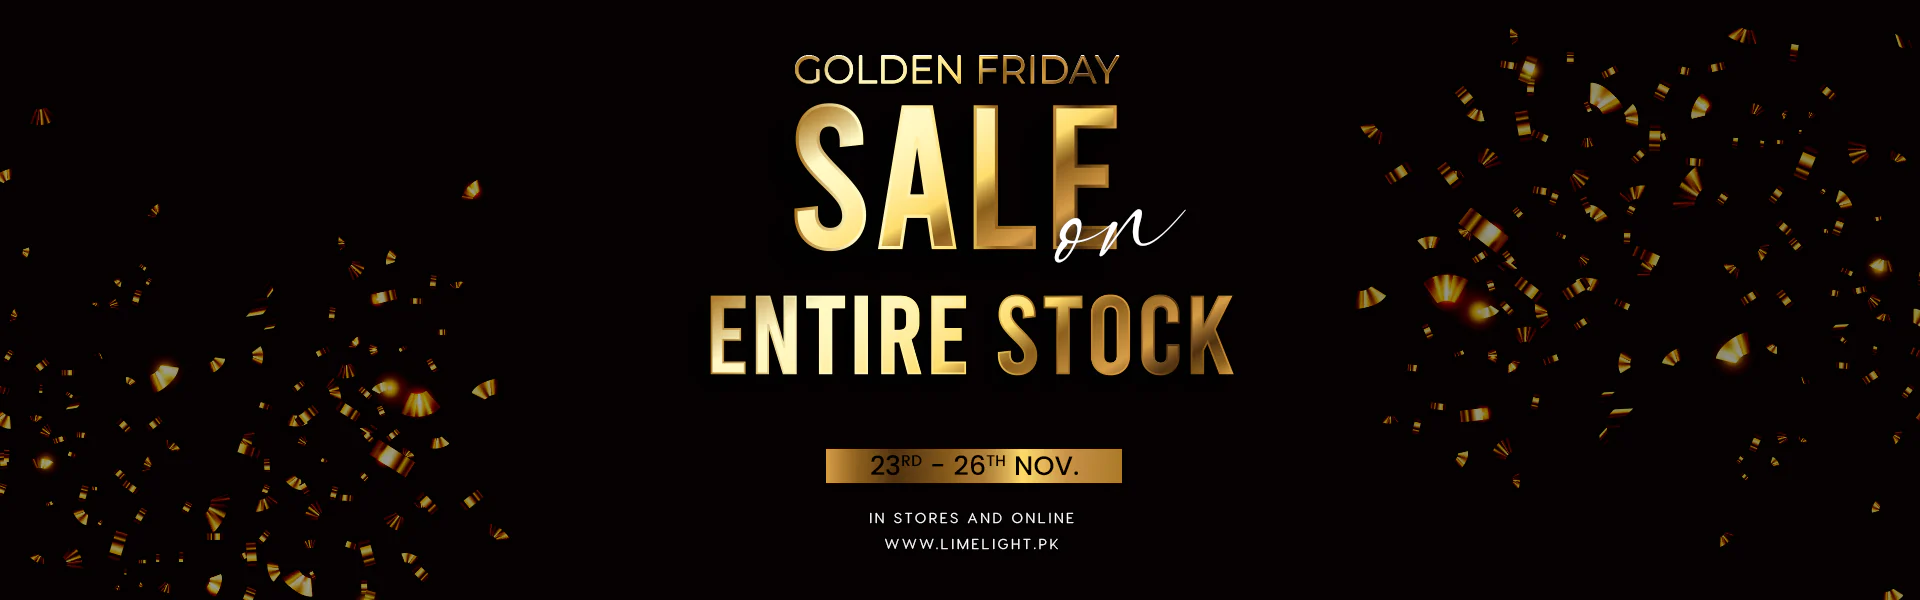 GOLDEN FRIDAY
SALE on
ENTIRE STOCK
23RD - 26TH NOV.
IN STORES AND ONLINE
WWW.LIMELIGHT.PK